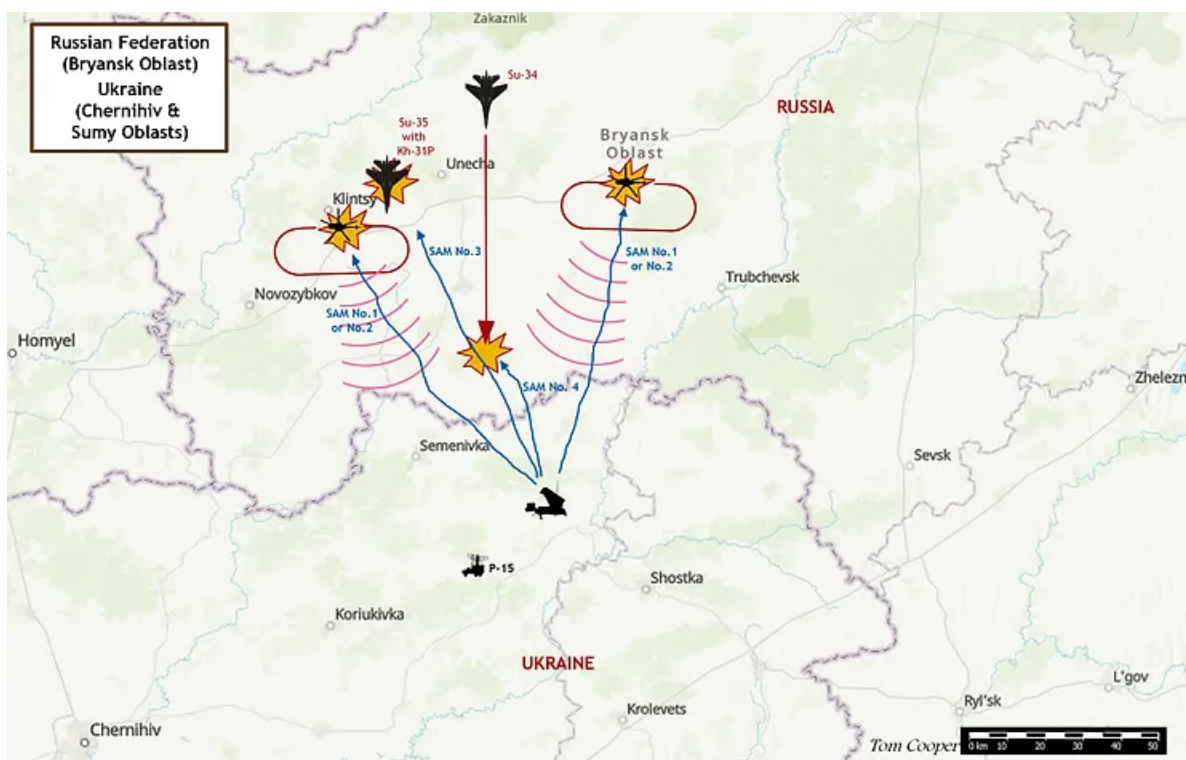 Zakaznik
Russian Federation
(Bryansk Oblast)
Ukraine
(Chernihiv &
Sumy Oblasts)
Su-34
RUSSIA
Su-35
with
Kh-31P
Bryansk
Oblast
Unecha
Klintsy
SAM No.3
SAM No.1
or No.2
Trubchevsk
Novozybkov
SAM No.1
or No.2
Homyel
SAM No. 4
Zhelezn
Semenivka
Sevsk
P-15
Shostka
Koriukivka
UKRAINE
L'gov
Ryl'sk
Krolevets
Chernihiv
Tom Cooper
0 km 10 20 30 40 50